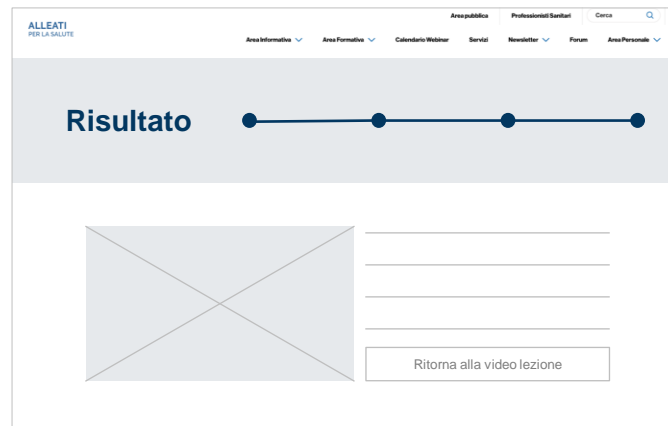 Area pubblica Professionisti Sanitari Cerca
ALLEATI
PER LA SALUTE
Area Informativa Area Formativa Calendario Webinar Servizi Newsletter Forum Area Personale
Risultato
Ritorna alla video lezione